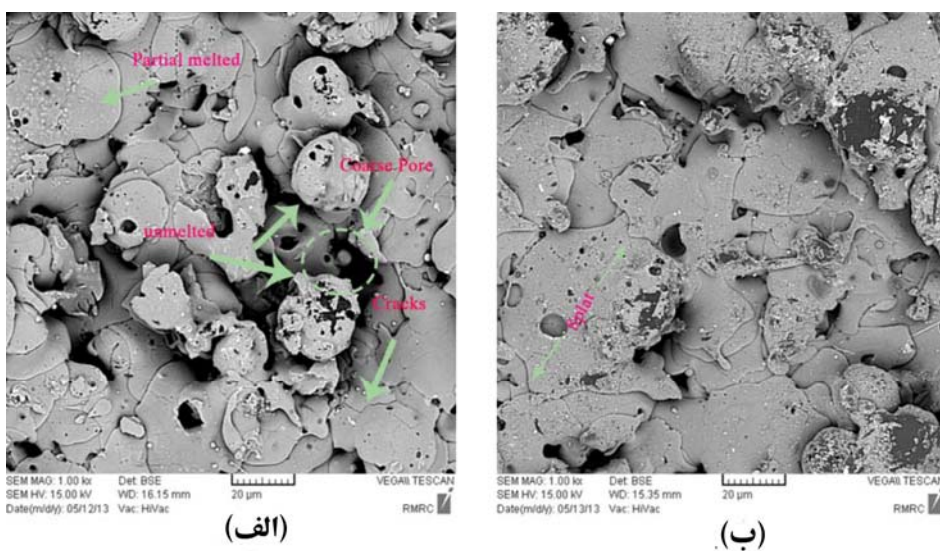 Partial melted
Coarse Pore
unmelted
Cracks
SEM MAG: 1.00 kx Det: BSE VEGA\\ TESCAN
SEM HV: 15.00 kV WD: 16.15 mm 20 µm
Date(m/d/y): 05/12/13 Vac: HiVac RMRC
(الف)
Splar
SEM MAG: 1.00 kx Det: BSE VEGA\\ TESCAN
SEM HV: 15.00 kV WD: 15.35 mm 20 µm
Date(m/d/y): 05/13/13 Vac: HiVac RMRC
(ب)